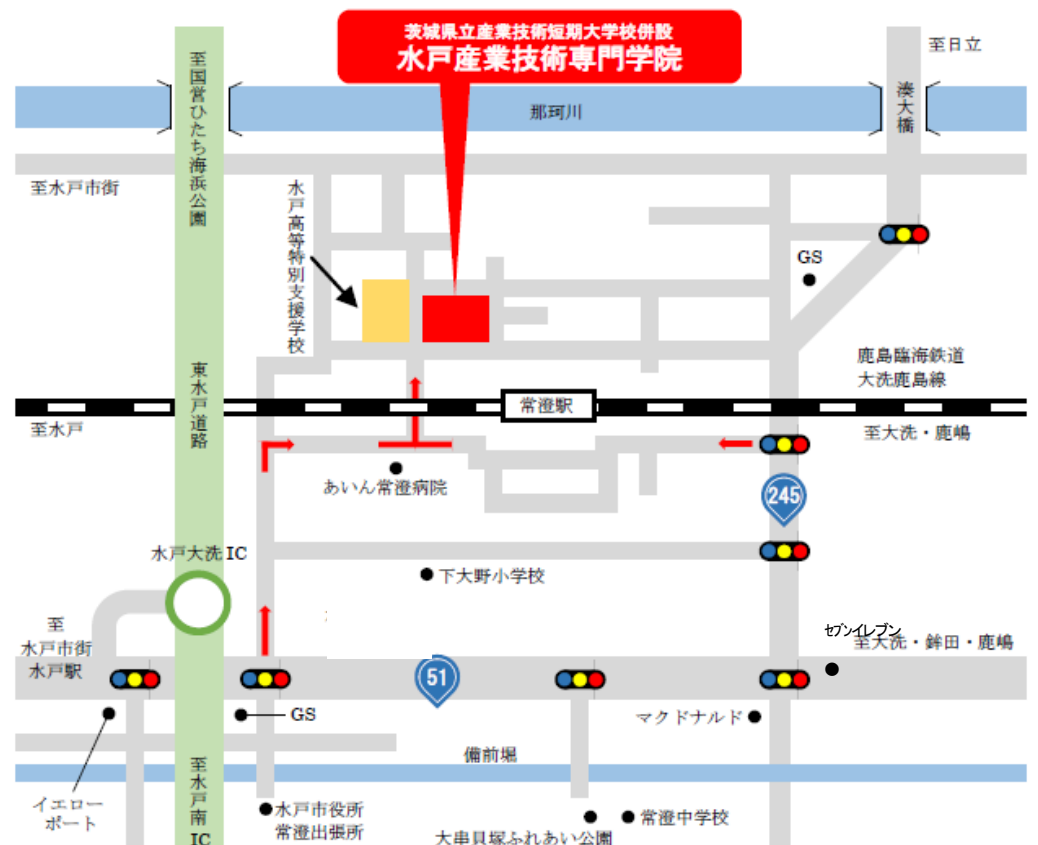 茨城県立産業技術短期大学校併設
水戸産業技術専門学院
至日立
至国営ひたち海浜公園
那珂川
湊大橋
至水戸市街
水戸高等特別支援学校
GS
鹿島臨海鉄道
大洗鹿島線
東水戸道路
常澄駅
至水戸
至大洗・鹿嶋
あいん常澄病院
245
水戸大洗IC
下大野小学校
至
水戸市街
水戸駅
セブンイレブン
至大洗・鉾田・鹿嶋
51
GS
マクドナルド
備前堀
至水戸南IC
イエロー
ポート
水戸市役所
常澄出張所
常澄中学校
大串貝塚ふれあい公園